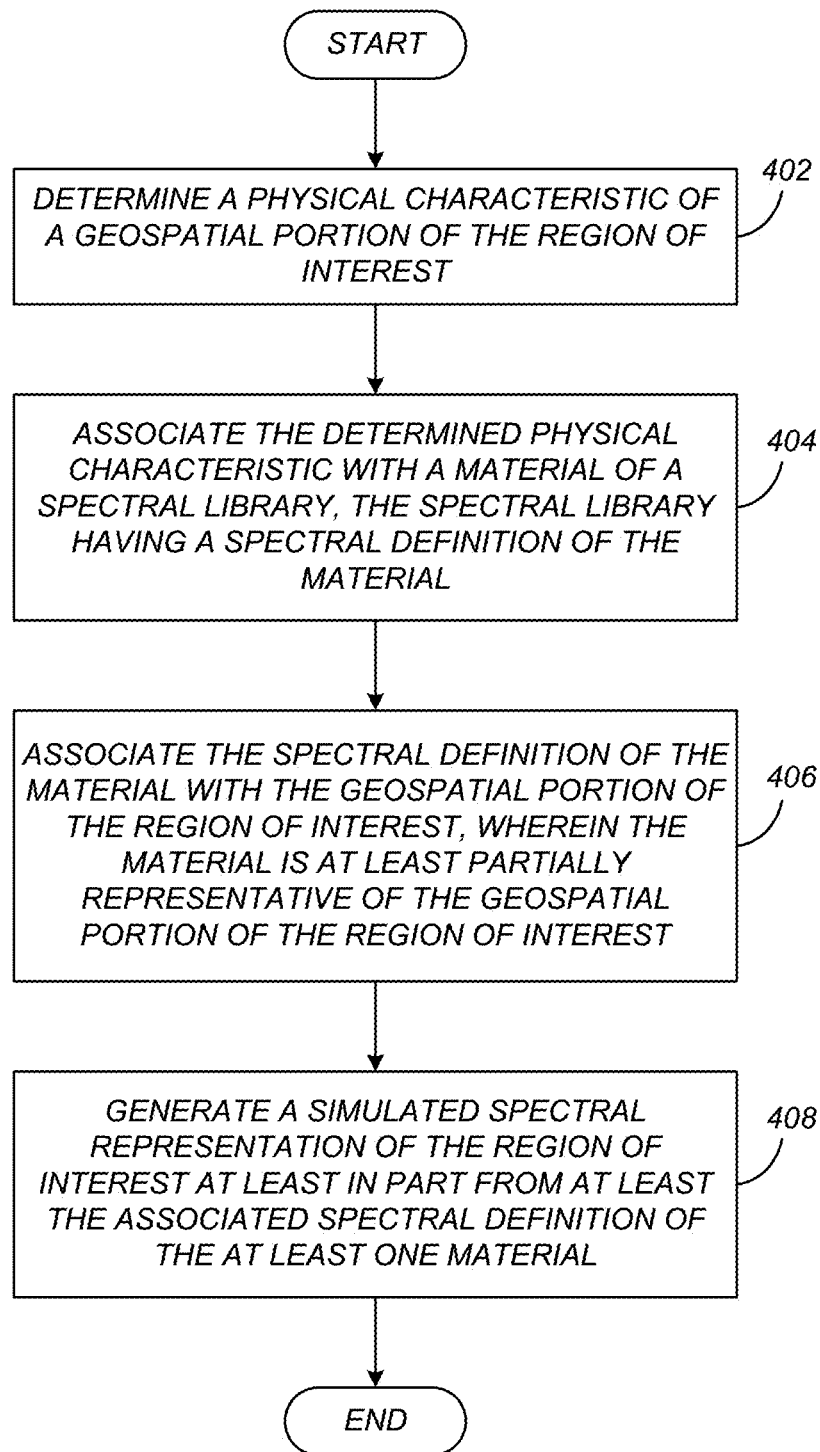 START
402
DETERMINE A PHYSICAL CHARACTERISTIC OF
A GEOSPATIAL PORTION OF THE REGION OF
INTEREST
404
ASSOCIATE THE DETERMINED PHYSICAL
CHARACTERISTIC WITH A MATERIAL OF A
SPECTRAL LIBRARY, THE SPECTRAL LIBRARY
HAVING A SPECTRAL DEFINITION OF THE
MATERIAL
406
ASSOCIATE THE SPECTRAL DEFINITION OF THE
MATERIAL WITH THE GEOSPATIAL PORTION OF
THE REGION OF INTEREST, WHEREIN THE
MATERIAL IS AT LEAST PARTIALLY
REPRESENTATIVE OF THE GEOSPATIAL
PORTION OF THE REGION OF INTEREST
408
GENERATE A SIMULATED SPECTRAL
REPRESENTATION OF THE REGION OF
INTEREST AT LEAST IN PART FROM AT LEAST
THE ASSOCIATED SPECTRAL DEFINITION OF
THE AT LEAST ONE MATERIAL
END